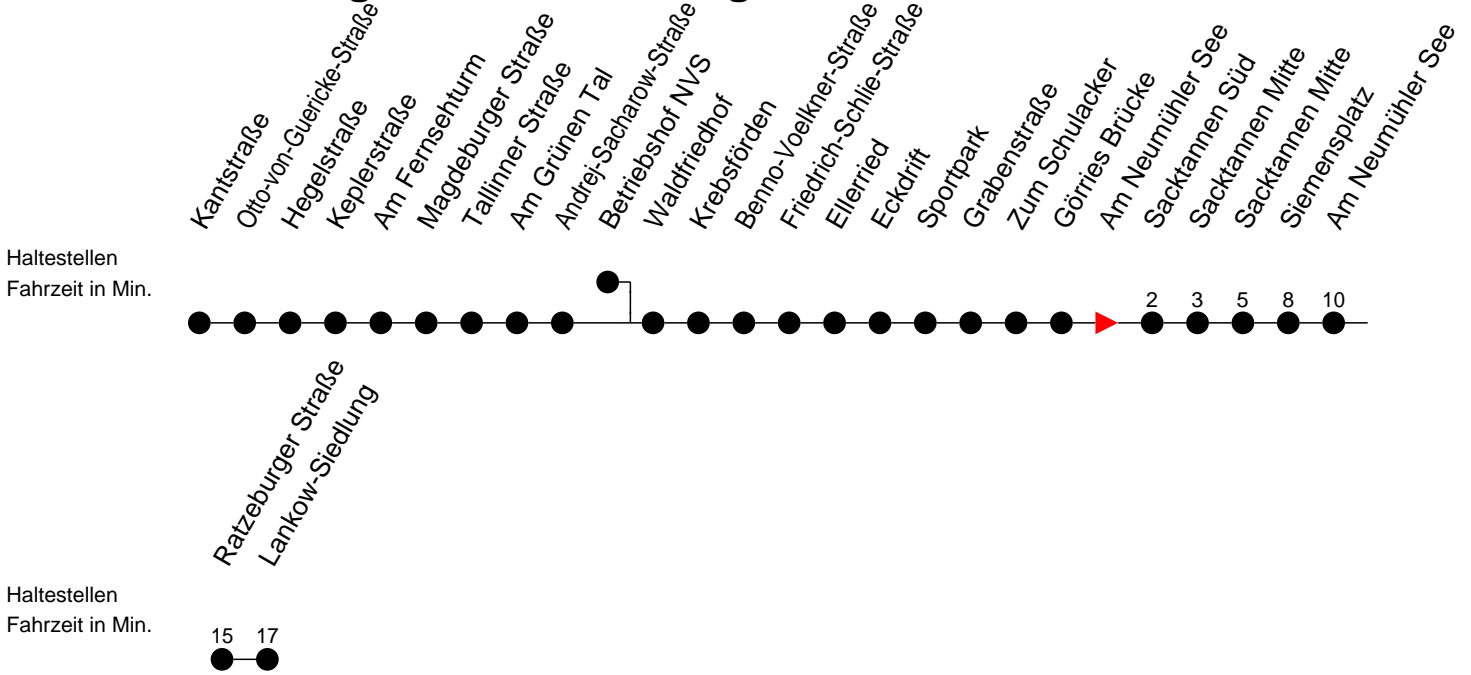 Kantstraße
Otto-von-Guericke-Straße
Hegelstraße
Keplerstraße
Am Fernsehturm
Magdeburger Straße
Tallinner Straße
Am Grünen Tal
Andrej-Sacharow-Straße
Betriebshof NVS
Waldfriedhof
Krebsförden
Benno-Voelkner-Straße
Friedrich-Schlie-Straße
Ellerried
Eckdrift
Sportpark
Grabenstraße
Zum Schulacker
Görries Brücke
Am Neumühler See
Sacktannen Süd
Sacktannen Mitte
Sacktannen Mitte
Siemensplatz
Am Neumühler See
Haltestellen
Fahrzeit in Min.
2 3 5 8 10
Ratzeburger Straße
Lankow-Siedlung
Haltestellen
Fahrzeit in Min.
15 17